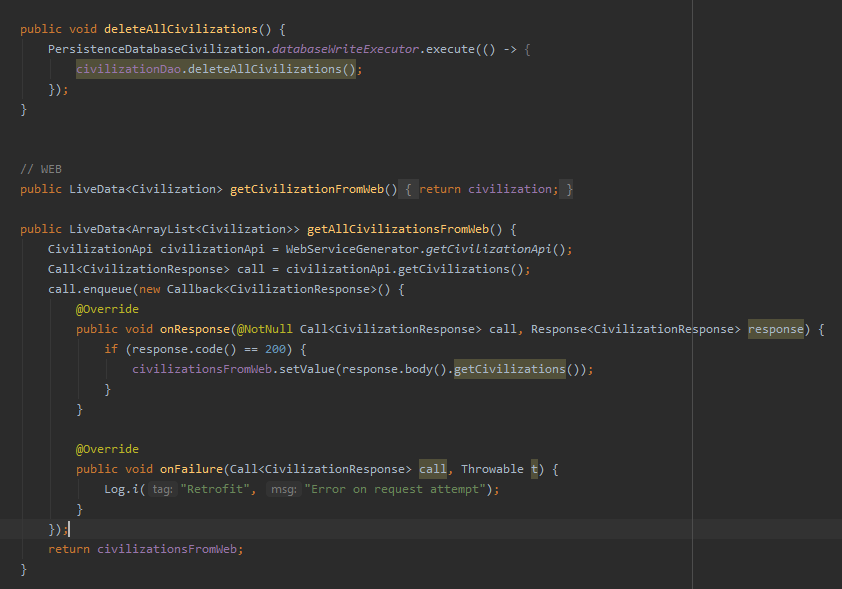 public void deleteAllCivilizations() {
PersistenceDatabaseCivilization.databaseWriteExecutor.execute(() -> {
civilizationDao.deleteAllCivilizations();
});
}
// WEB
public LiveData<Civilization> getCivilizationFromWeb() { return civilization; }
public LiveData<ArrayList<Civilization>> getAllCivilizationsFromWeb() {
CivilizationApi civilizationApi = WebServiceGenerator.getCivilizationApi();
Call<CivilizationResponse> call = civilizationApi.getCivilizations();
call.enqueue(new Callback<CivilizationResponse>() {
@Override
public void onResponse(@NotNull Call<CivilizationResponse> call, Response<CivilizationResponse> response) {
if (response.code() == 200) {
civilizationsFromWeb.setValue(response.body().getCivilizations());
}
}
@Override
public void onFailure(Call<CivilizationResponse> call, Throwable t) {
Log.i( tag: "Retrofit", msg: "Error on request attempt");
}
});
return civilizationsFromWeb;
}